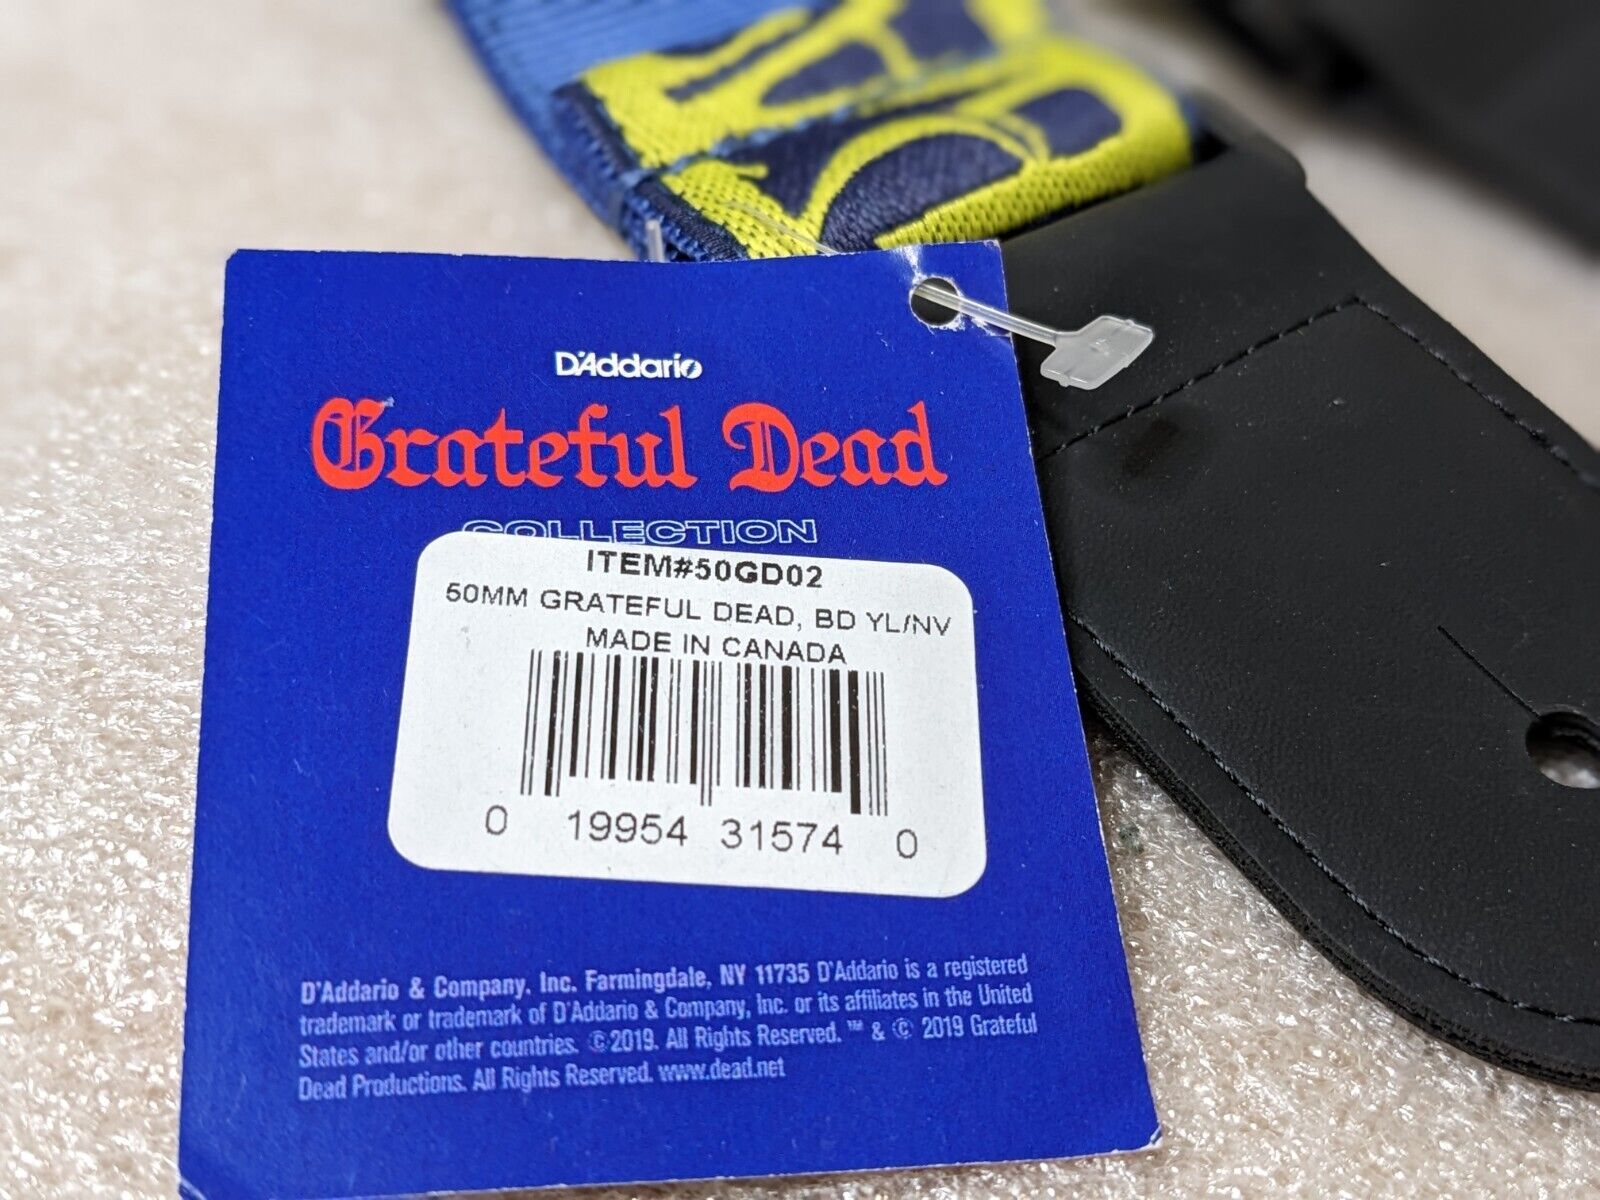 D'Addario
Grateful Dead
COLLECTION
ITEM#50GD02
50MM GRATEFUL DEAD, BD YL/NV
MADE IN CANADA
0 19954 31574 0
D'Addario & Company, Inc. Farmingdale, NY 11735 D'Addario is a registered
trademark or trademark of D'Addario & Company, Inc. or its affiliates in the United
States and/or other countries. ©2019. All Rights Reserved. ™ & © 2019 Grateful
Dead Productions. All Rights Reserved. www.dead.net